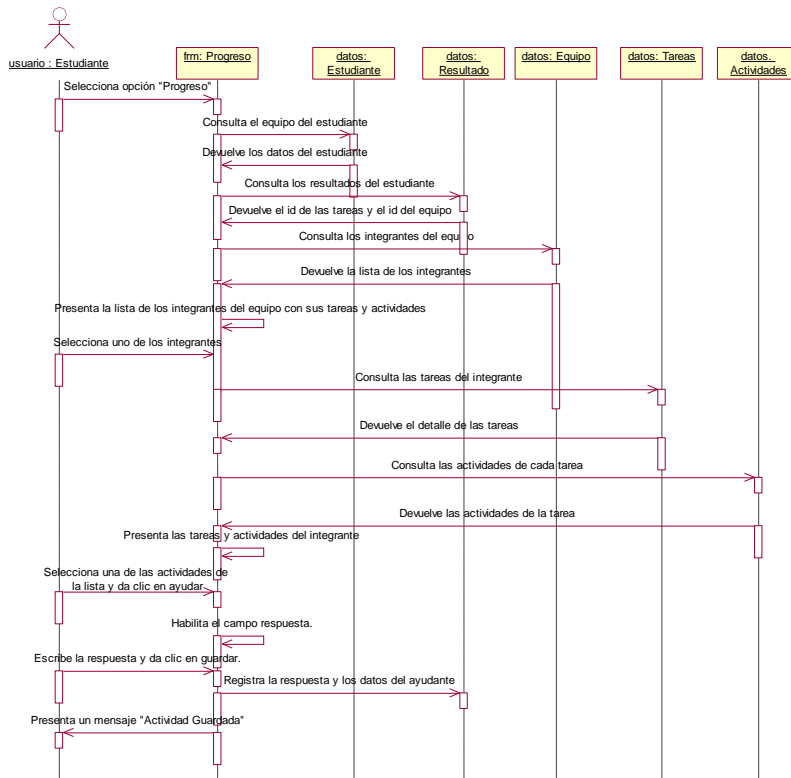 usuario : Estudiante
frm: Progreso
datos:
Estudiante
datos:
Resultado
datos: Equipo
datos: Tareas
datos.
Actividades
Selecciona opción "Progreso"
Consulta el equipo del estudiante
Devuelve los datos del estudiante
Consulta los resultados del estudiante
Devuelve el id de las tareas y el id del equipo
Consulta los integrantes del equipo
Devuelve la lista de los integrantes
Presenta la lista de los integrantes del equipo con sus tareas y actividades
Selecciona uno de los integrantes
Consulta las tareas del integrante
Devuelve el detalle de las tareas
Consulta las actividades de cada tarea
Devuelve las actividades de la tarea
Presenta las tareas y actividades del integrante
Selecciona una de las actividades de
la lista y da clic en ayudar
Habilita el campo respuesta.
Escribe la respuesta y da clic en guardar.
Registra la respuesta y los datos del ayudante
Presenta un mensaje "Actividad Guardada"